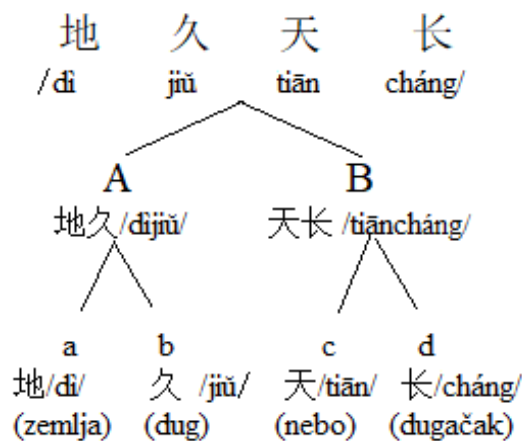 地 久 天 长
/dì jiǔ tiān cháng/
A B
地久/dìjiǔ/ 天长 /tiāncháng/
a b c d
地/dì/ 久 /jiǔ/ 天/tiān/ 长/cháng/
(zemlja) (dug) (nebo) (dugačak)